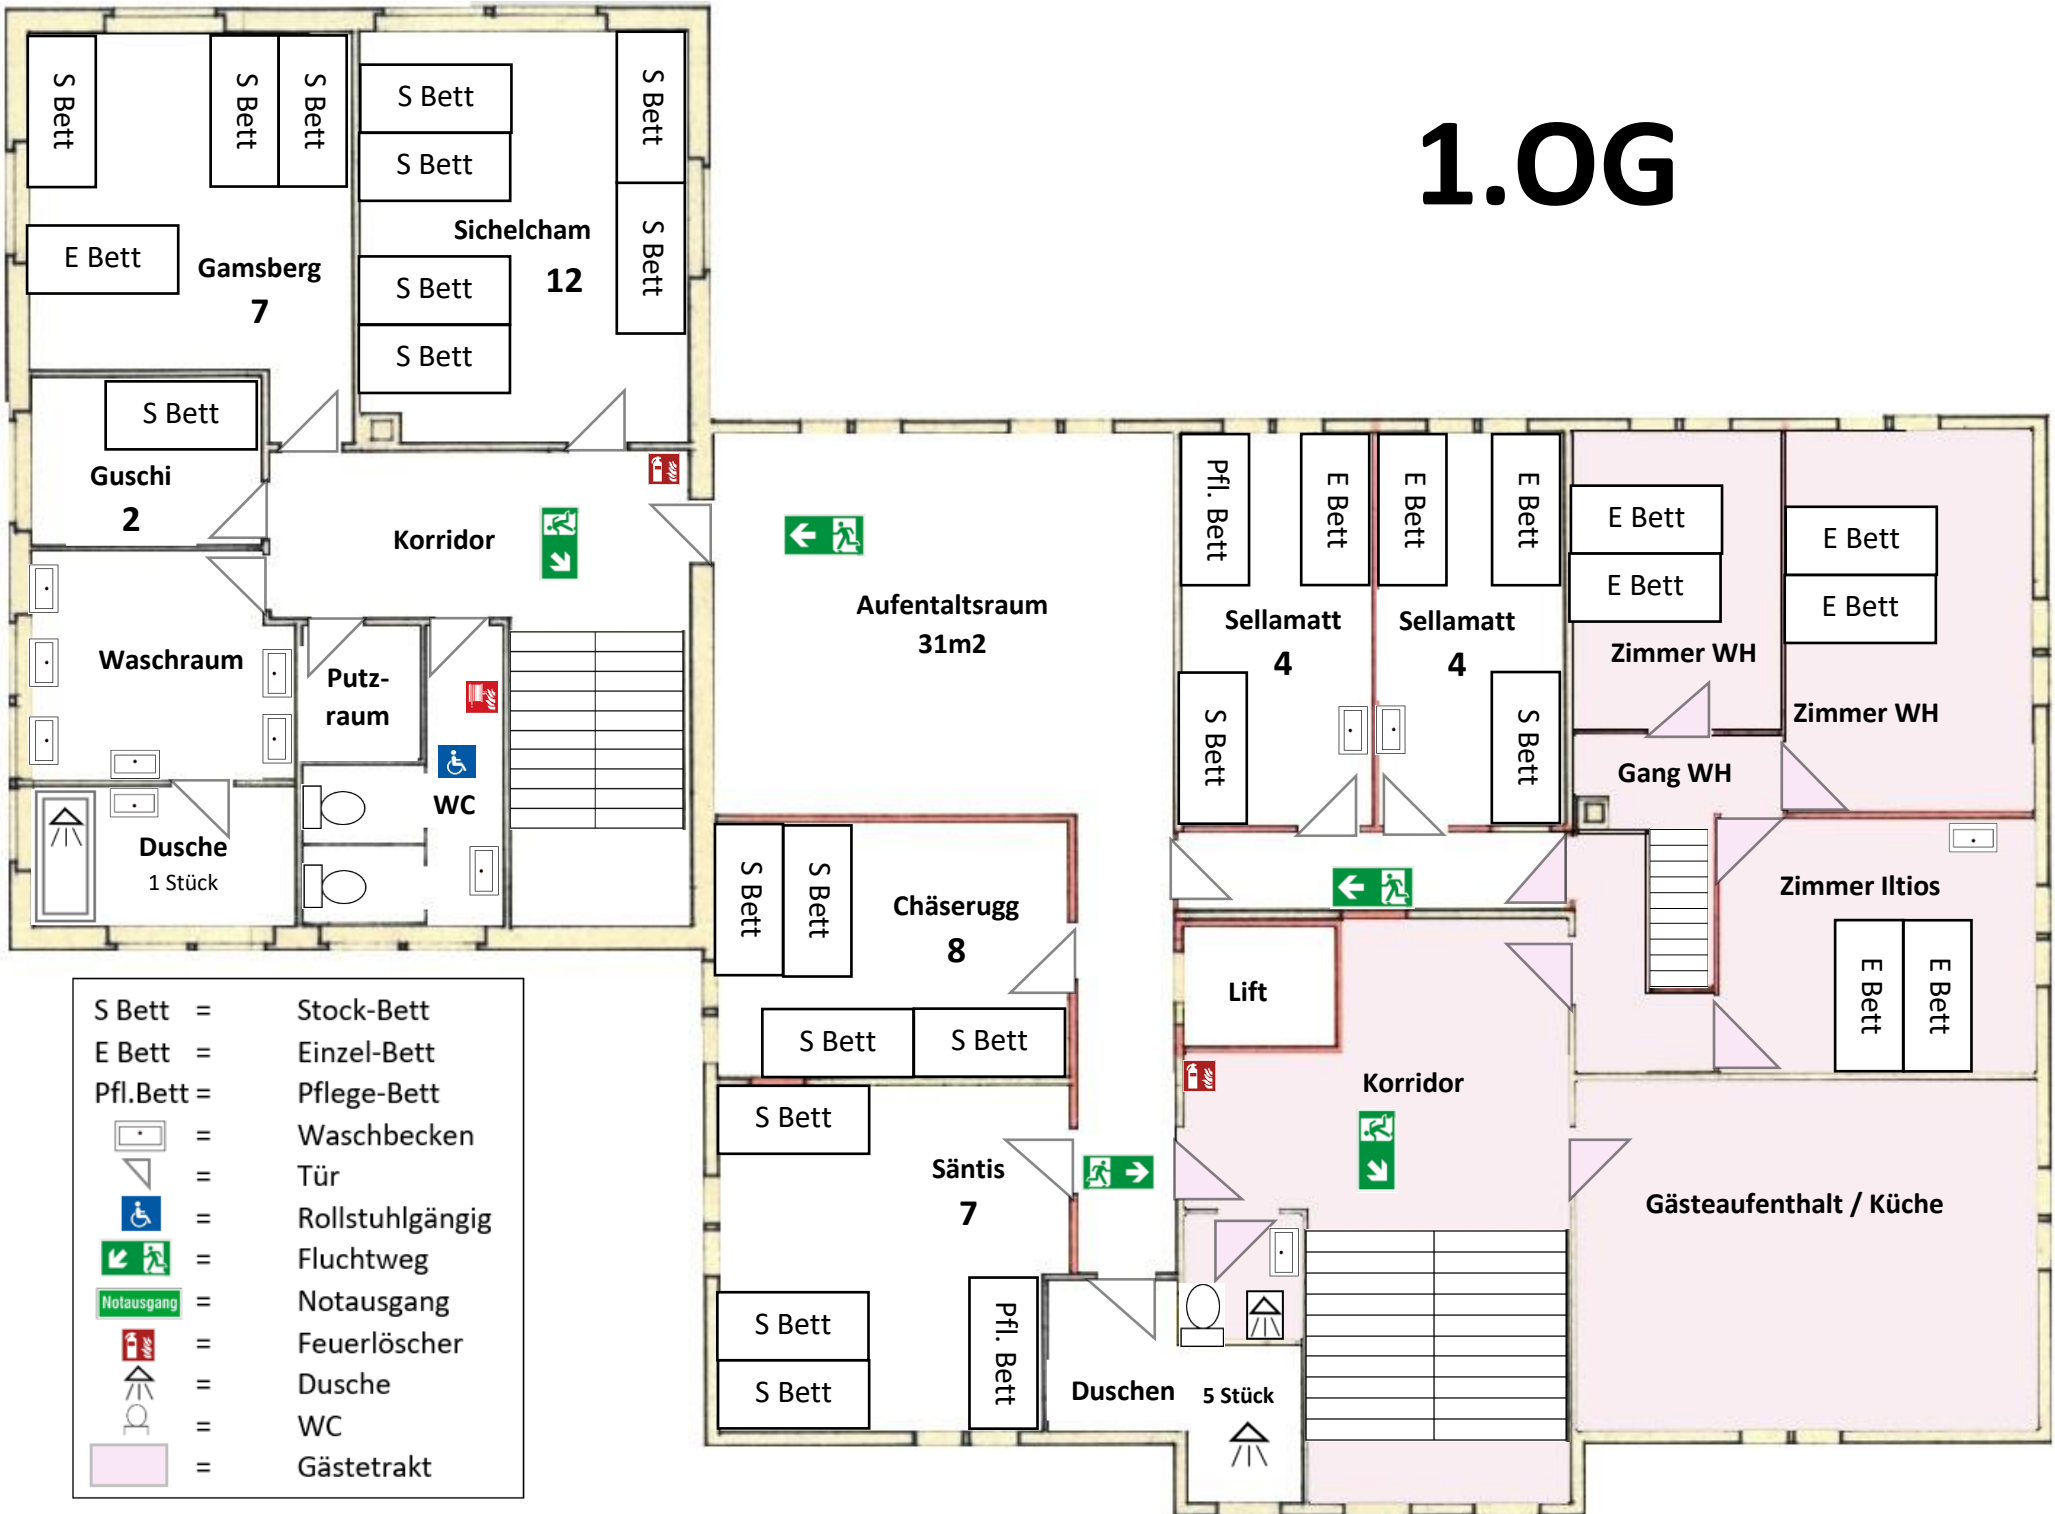 1.OG
S Bett
S Bett
S Bett
E Bett
Gamsberg
7
S Bett
S Bett
S Bett
S Bett
S Bett
S Bett
Sichelcham
12
S Bett
Guschi
2
Korridor
Waschraum
Putz-
raum
WC
Dusche
1 Stück
Aufentaltsraum
31m2
Pfl. Bett
E Bett
Sellamatt
4
S Bett
E Bett
E Bett
Sellamatt
4
S Bett
E Bett
E Bett
Zimmer WH
E Bett
E Bett
Zimmer WH
Gang WH
Zimmer Iltios
E Bett
E Bett
S Bett
S Bett
Chäserugg
8
S Bett
S Bett
Lift
Korridor
S Bett
Säntis
7
S Bett
S Bett
Pfl. Bett
Duschen
5 Stück
Gästeaufenthalt / Küche
S Bett = Stock-Bett
E Bett = Einzel-Bett
Pfl.Bett = Pflege-Bett
= Waschbecken
= Tür
= Rollstuhlgängig
= Fluchtweg
Notausgang = Notausgang
= Feuerlöscher
= Dusche
= WC
= Gästetrakt